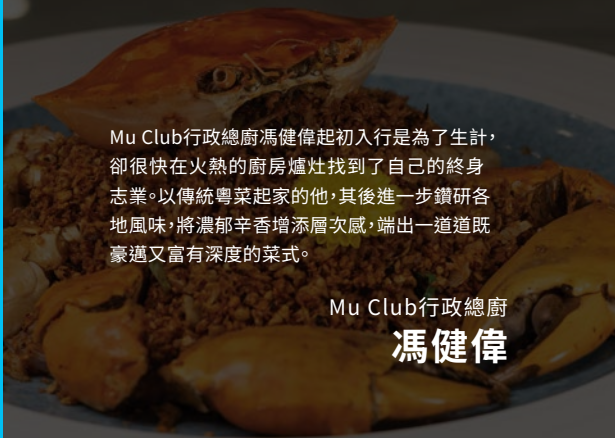 Mu Club行政總廚馮健偉起初入行是為了生計，
卻很快在火熱的廚房爐灶找到了自己的終身
志業。以傳統粵菜起家的他，其後進一步鑽研各
地風味，將濃郁辛香增添層次感，端出一道道既
豪邁又富有深度的菜式。
Mu Club行政總廚
馮健偉